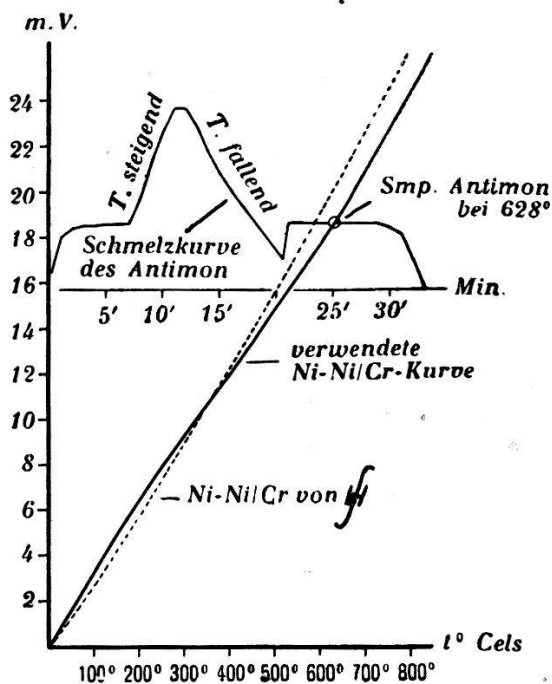 m.V.
24
22
20
18
16
14
12
10
8
6
4
2
T. steigend
T. fallend
Schmelzkurve
des Antimon
Smp. Antimon
bei 628°
5' 10' 15' 25' 30' Min.
verwendete
Ni-Ni/Cr-Kurve
Ni-Ni/Cr von
100° 200° 300° 400° 500° 600° 700° 800°
t° Cels